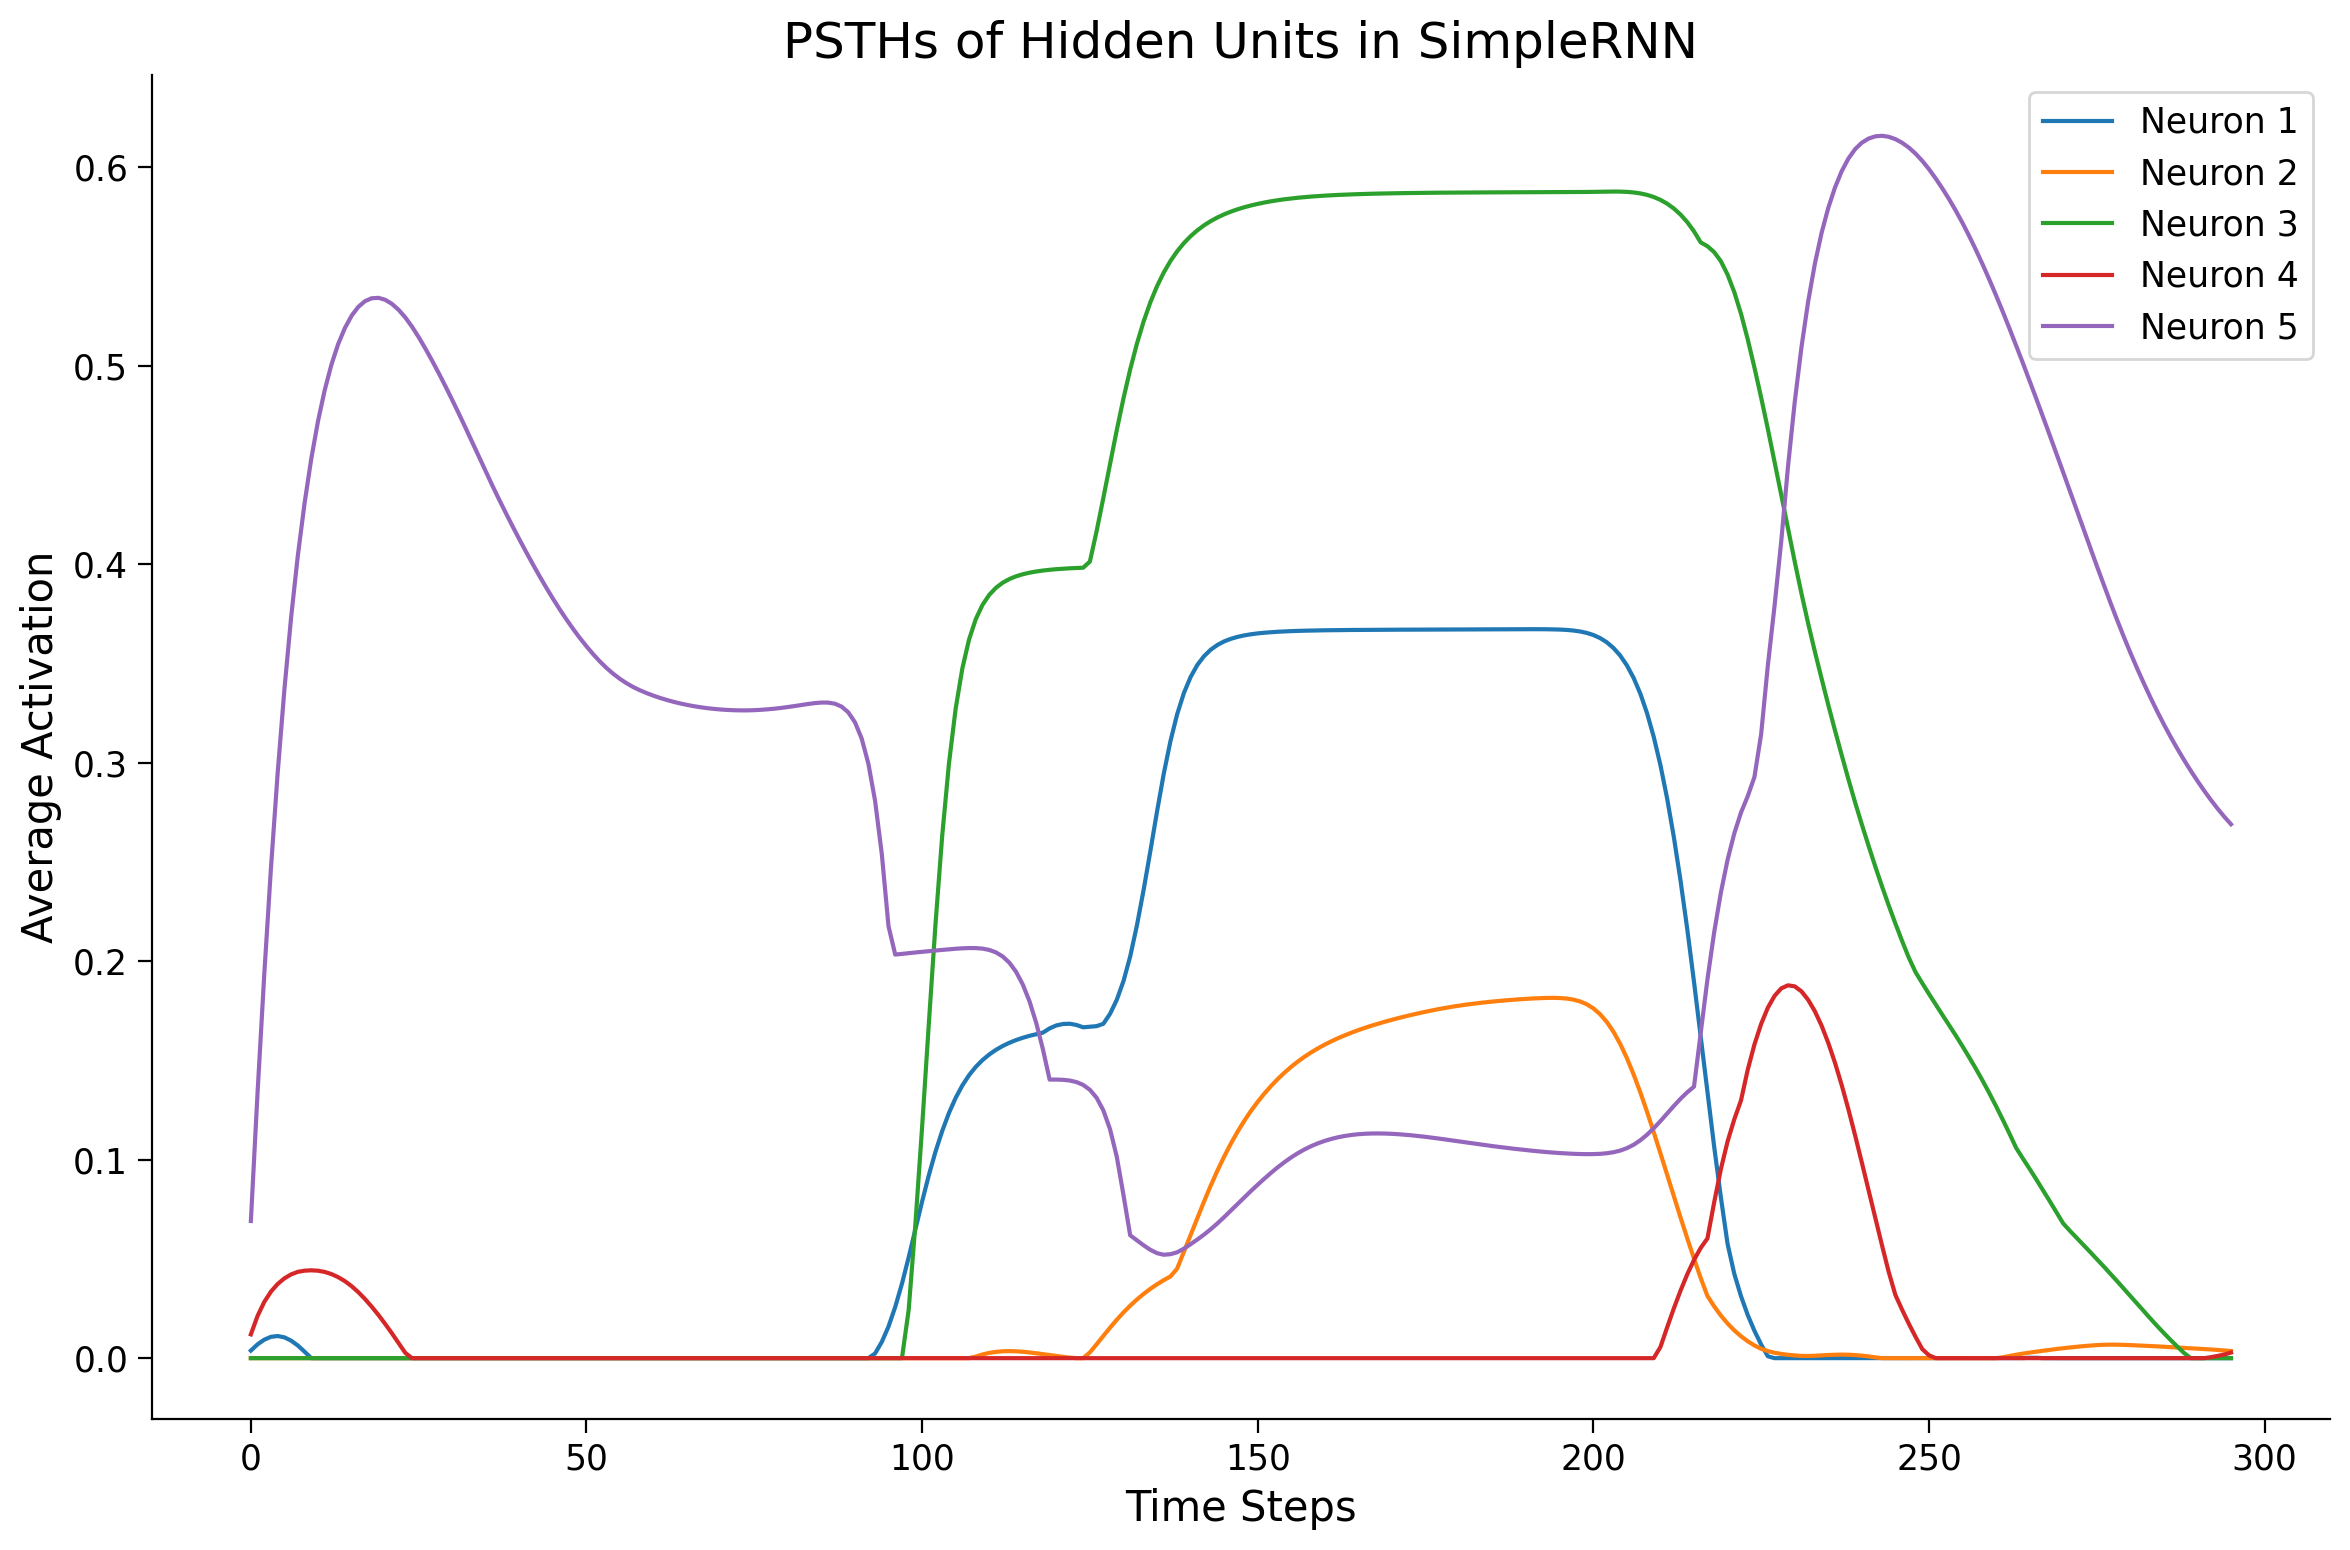 PSTHs of Hidden Units in SimpleRNN
Neuron 1
Neuron 2
Neuron 3
Neuron 4
Neuron 5
Average Activation
0.6
0.5
0.4
0.3
0.2
0.1
0.0
0 50 100 150 200 250 300
Time Steps